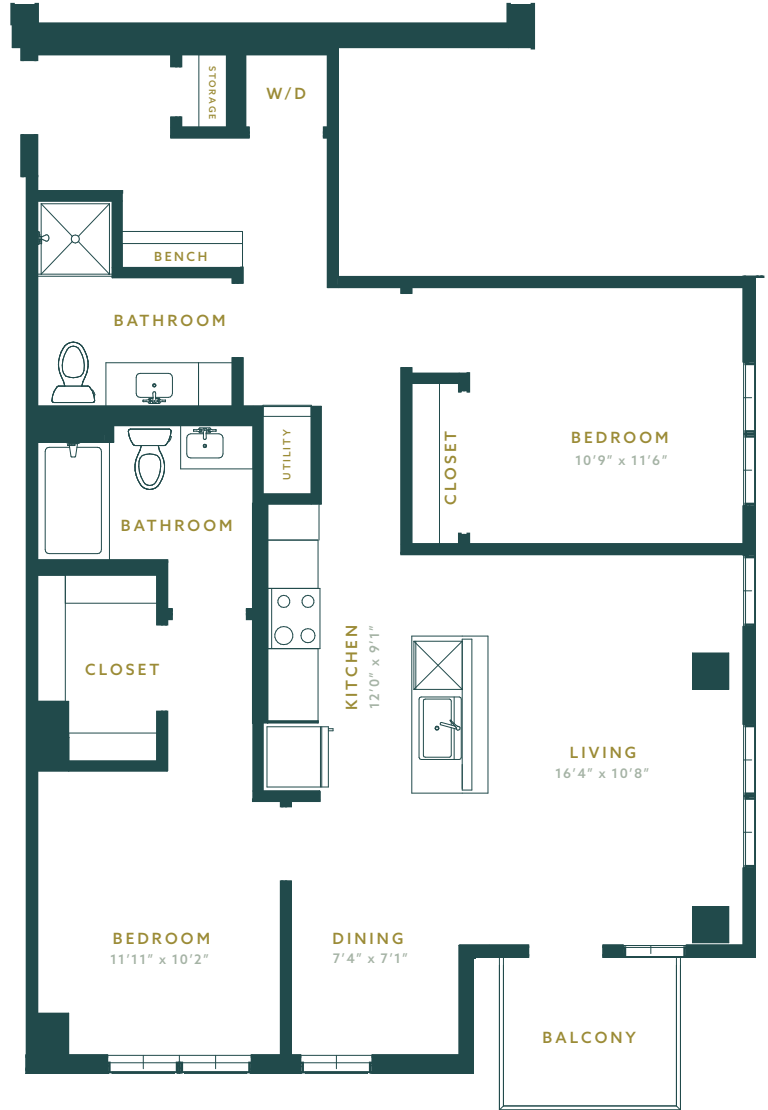 STORAGE
W/D
BENCH
BATHROOM
BEDROOM
10'9" x 11'6"
CLOSET
UTILITY
BATHROOM
KITCHEN
12'0" x 9'1"
CLOSET
LIVING
16'4" x 10'8"
BEDROOM
11'11" x 10'2"
DINING
7'4" x 7'1"
BALCONY